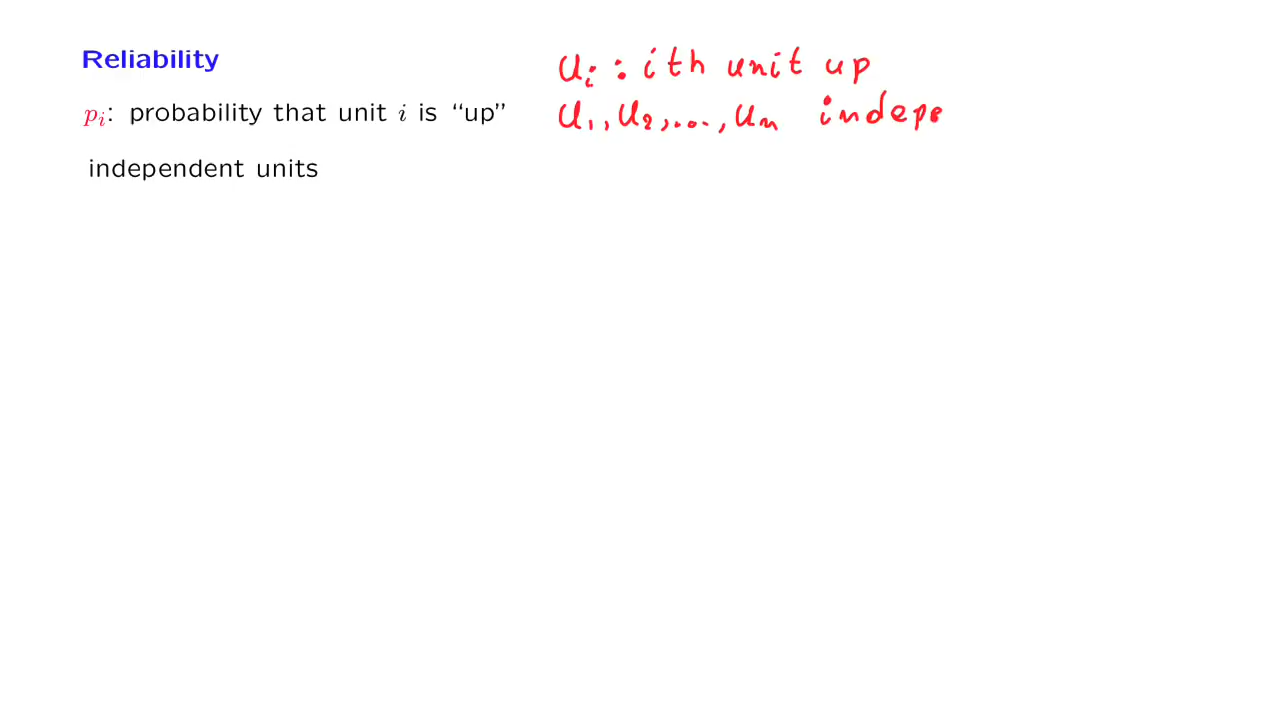 Reliability
p_i: probability that unit i is “up”
independent units
U_i : ith unit up
U_1, U_2, ..., U_n indepe